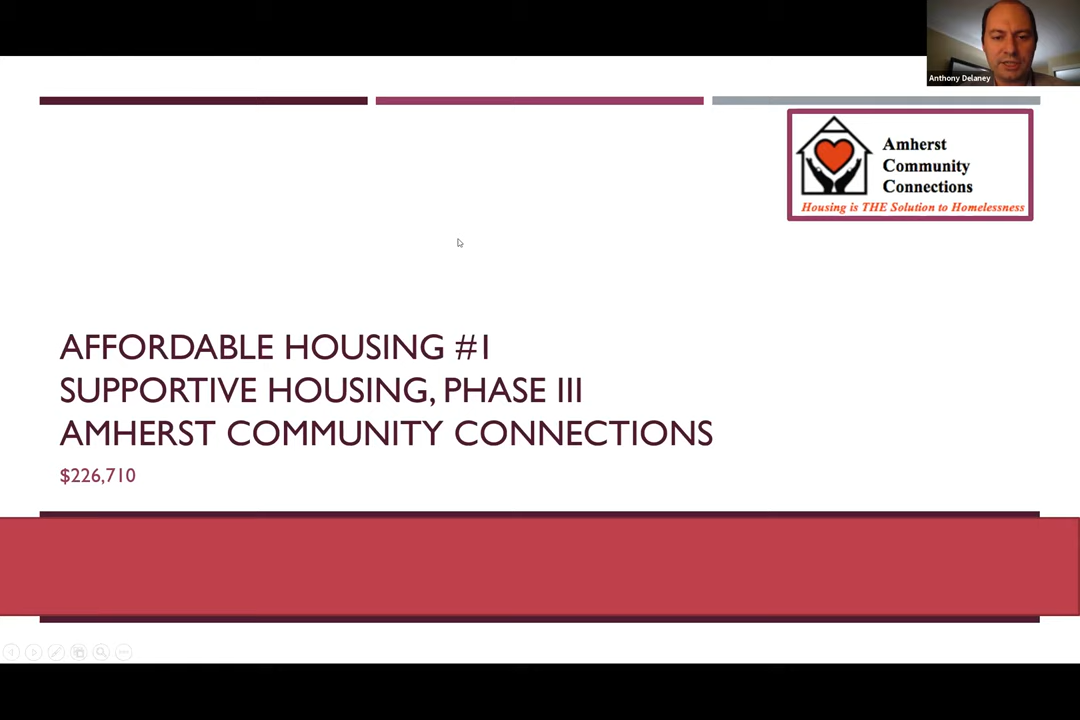 Anthony Delaney
Amherst
Community
Connections
Housing is THE Solution to Homelessness
AFFORDABLE HOUSING #1
SUPPORTIVE HOUSING, PHASE III
AMHERST COMMUNITY CONNECTIONS
$226,710